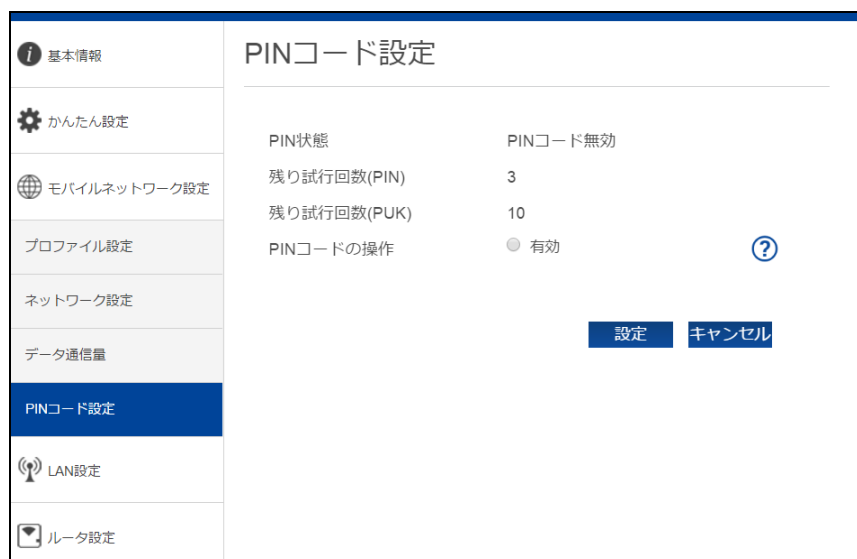 基本情報
かんたん設定
モバイルネットワーク設定
プロファイル設定
ネットワーク設定
データ通信量
PINコード設定
LAN設定
ルータ設定
PINコード設定
PIN状態 PINコード無効
残り試行回数(PIN) 3
残り試行回数(PUK) 10
PINコードの操作 有効 ?
設定 キャンセル